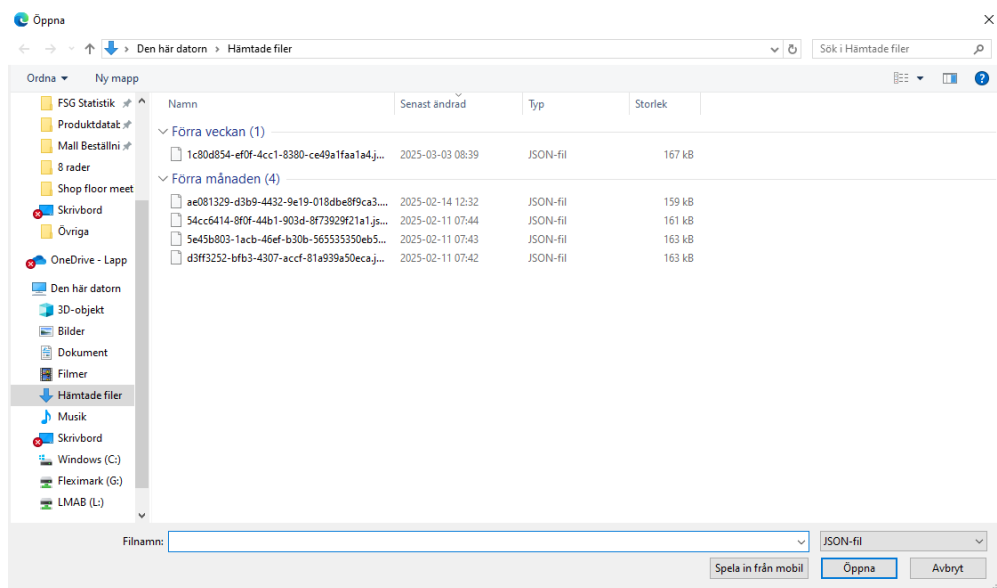 Öppna
Den här datorn › Hämtade filer
Sök i Hämtade filer
Ordna
Ny mapp
FSG Statistik
Produktdatab
Mall Beställni
8 rader
Shop floor meet
Skrivbord
Övriga
OneDrive - Lapp
Den här datorn
3D-objekt
Bilder
Dokument
Filmer
Hämtade filer
Musik
Skrivbord
Windows (C:)
Fleximark (G:)
LMAB (L:)
Namn Senast ändrad Typ Storlek
Förra veckan (1)
1c80d854-ef0f-4cc1-8380-ce49a1faa1a4.j... 2025-03-03 08:39 JSON-fil 167 kB
Förra månaden (4)
ae081329-d3b9-4432-9e19-018dbe8f9ca3.... 2025-02-14 12:32 JSON-fil 159 kB
54cc6414-8f0f-44b1-903d-8f73929f21a1.js... 2025-02-11 07:44 JSON-fil 161 kB
5e45b803-1acb-46ef-b30b-565535350eb5... 2025-02-11 07:43 JSON-fil 163 kB
d3ff3252-bfb3-4307-accf-81a939a50eca.j... 2025-02-11 07:42 JSON-fil 163 kB
Filnamn:
JSON-fil
Spela in från mobil
Öppna
Avbryt